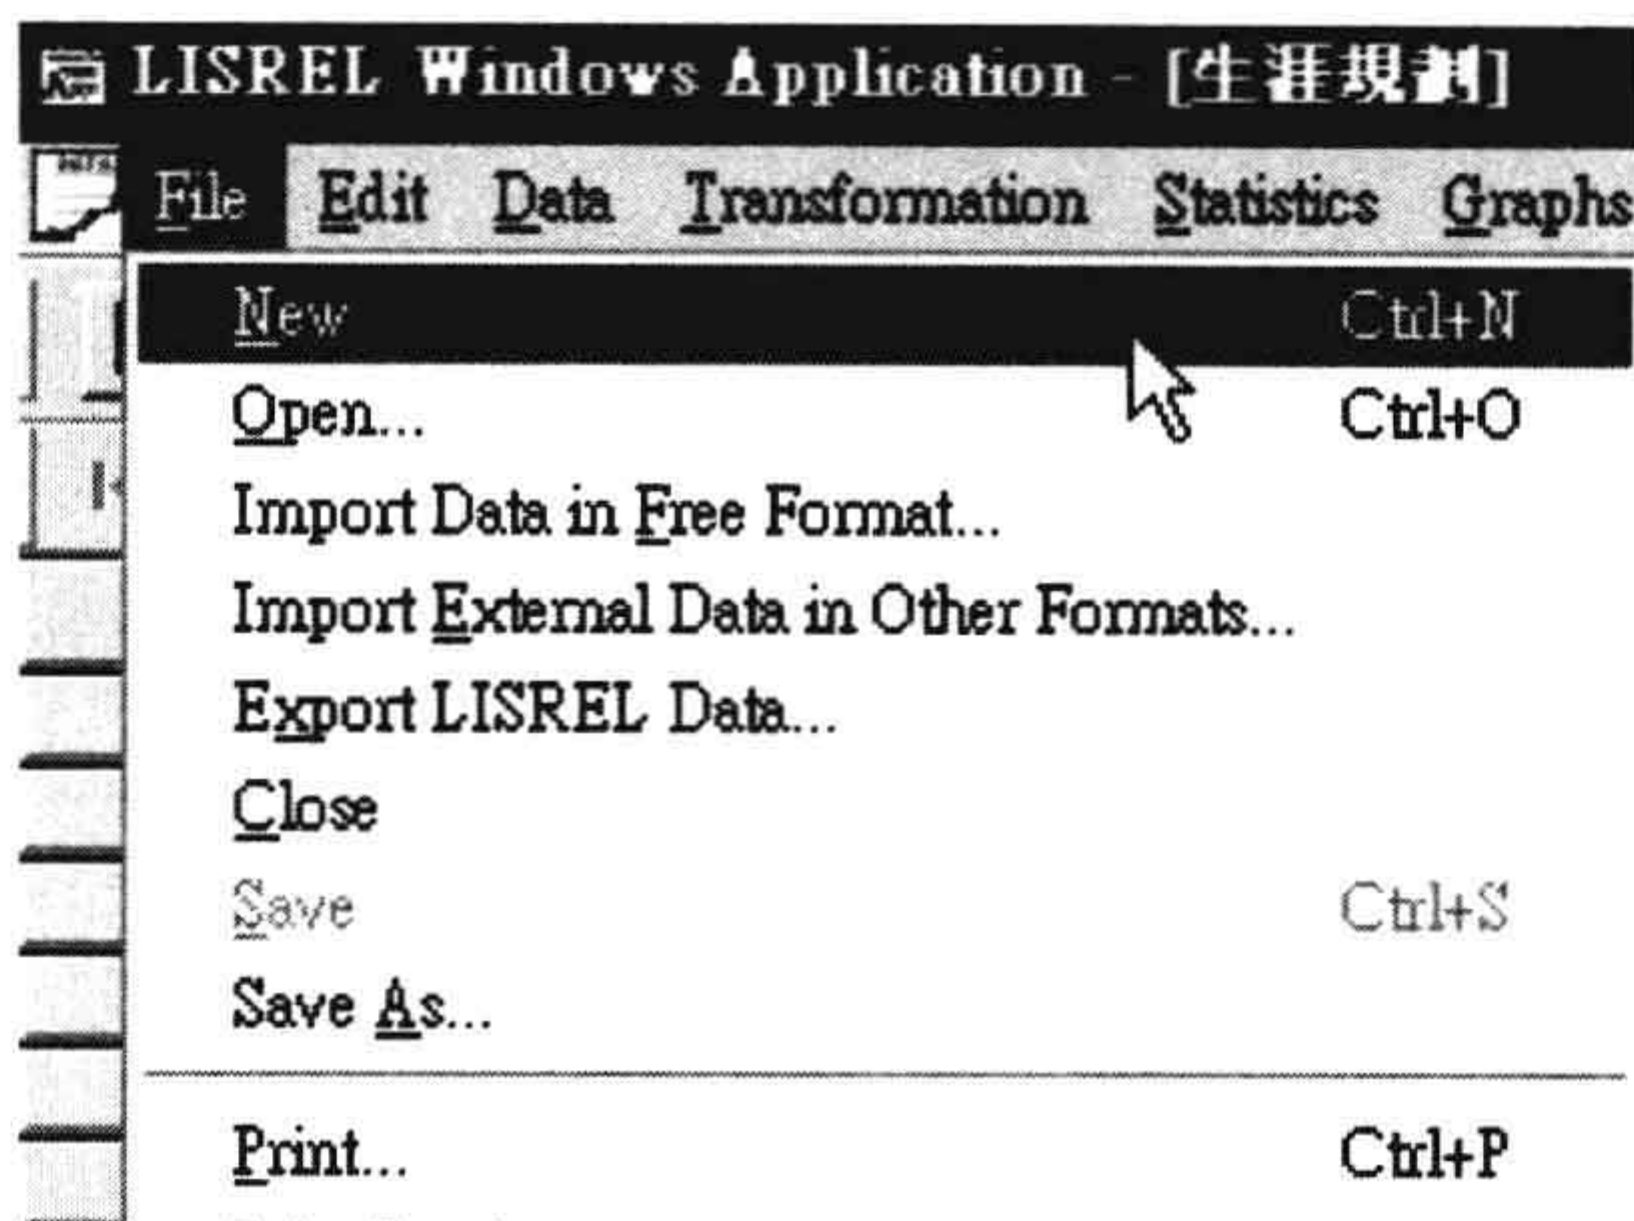 LISREL Windows Application - [生涯規劃]
File Edit Data Transformation Statistics Graphs
New Ctrl+N
Open... Ctrl+O
Import Data in Free Format...
Import External Data in Other Formats...
Export LISREL Data...
Close
Save Ctrl+S
Save As...
Print... Ctrl+P